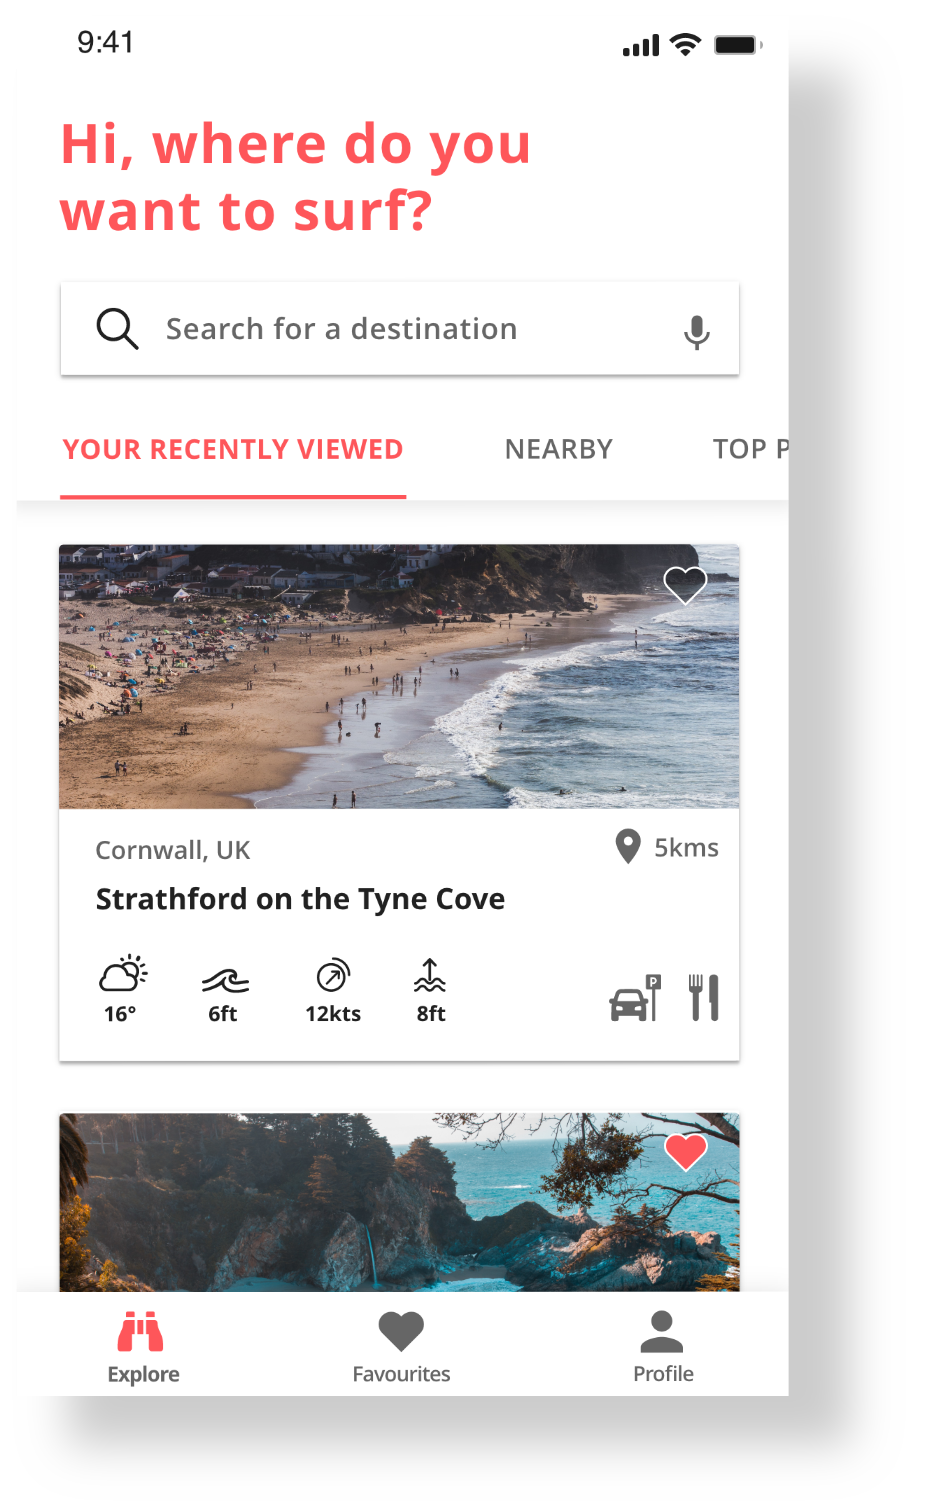 9:41
Hi, where do you
want to surf?
Search for a destination
YOUR RECENTLY VIEWED NEARBY TOP P
Cornwall, UK 5kms
Strathford on the Tyne Cove
P
16° 6ft 12kts 8ft
Explore Favourites Profile